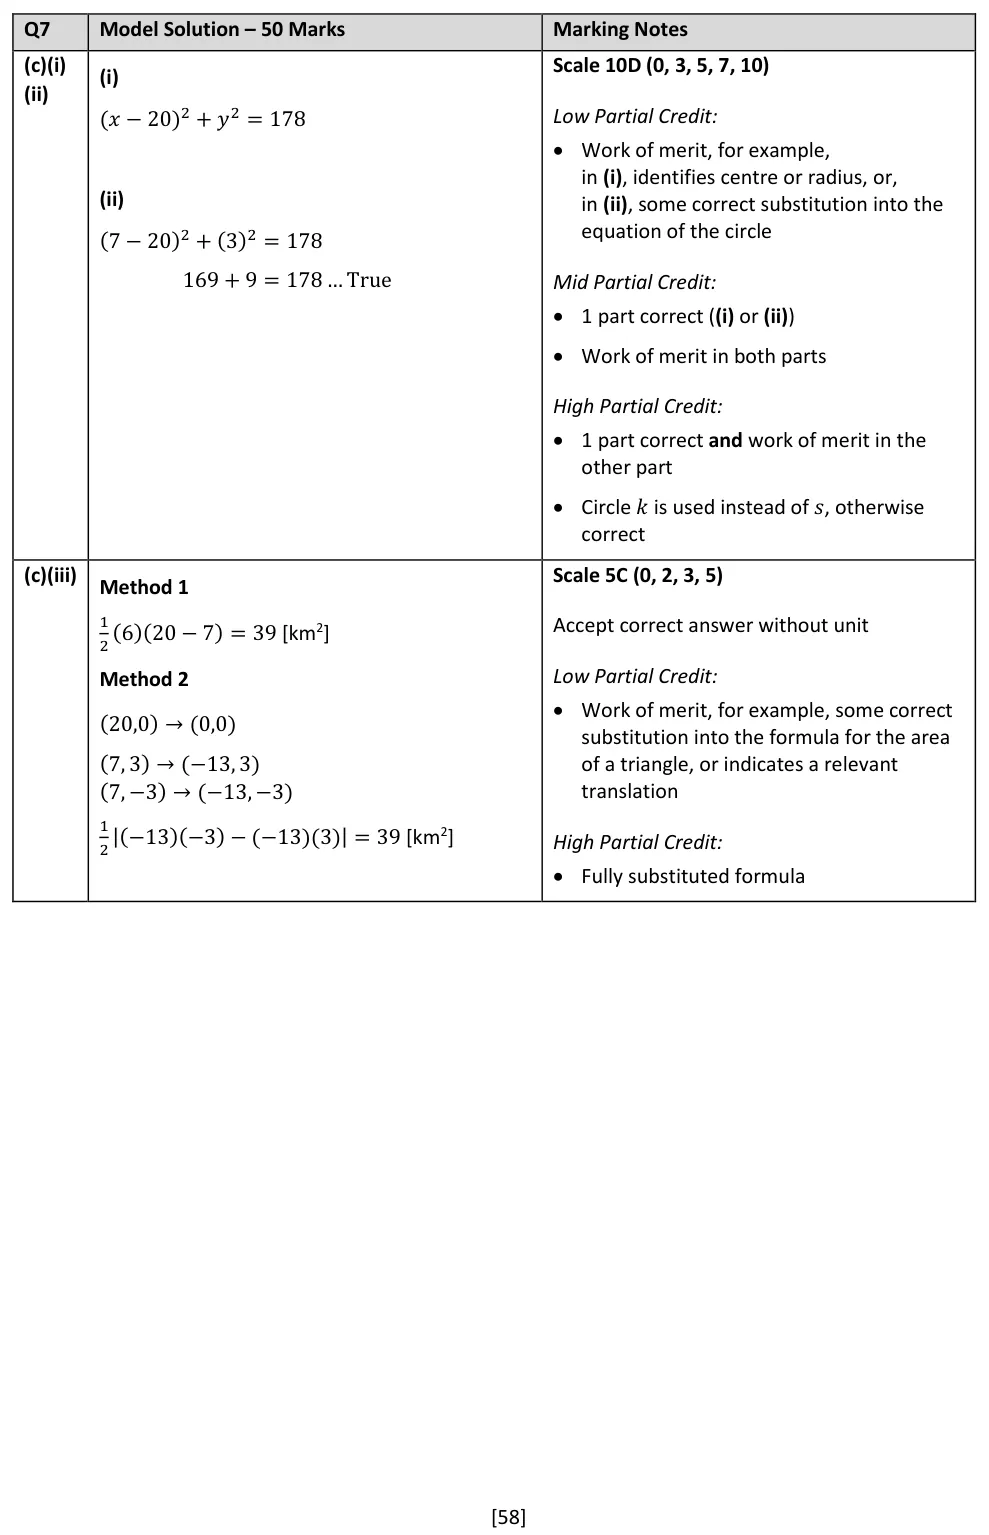 Q7 Model Solution – 50 Marks Marking Notes
(c)(i)
(ii)
(i)
(x − 20)² + y² = 178
(ii)
(7 − 20)² + (3)² = 178
169 + 9 = 178 … True
Scale 10D (0, 3, 5, 7, 10)
Low Partial Credit:
• Work of merit, for example,
in (i), identifies centre or radius, or,
in (ii), some correct substitution into the
equation of the circle
Mid Partial Credit:
• 1 part correct ((i) or (ii))
• Work of merit in both parts
High Partial Credit:
• 1 part correct and work of merit in the
other part
• Circle k is used instead of s, otherwise
correct
(c)(iii)
Method 1
½(6)(20 − 7) = 39 [km²]
Method 2
(20,0) → (0,0)
(7, 3) → (−13, 3)
(7, −3) → (−13, −3)
½|(−13)(−3) − (−13)(3)| = 39 [km²]
Scale 5C (0, 2, 3, 5)
Accept correct answer without unit
Low Partial Credit:
• Work of merit, for example, some correct
substitution into the formula for the area
of a triangle, or indicates a relevant
translation
High Partial Credit:
• Fully substituted formula
[58]